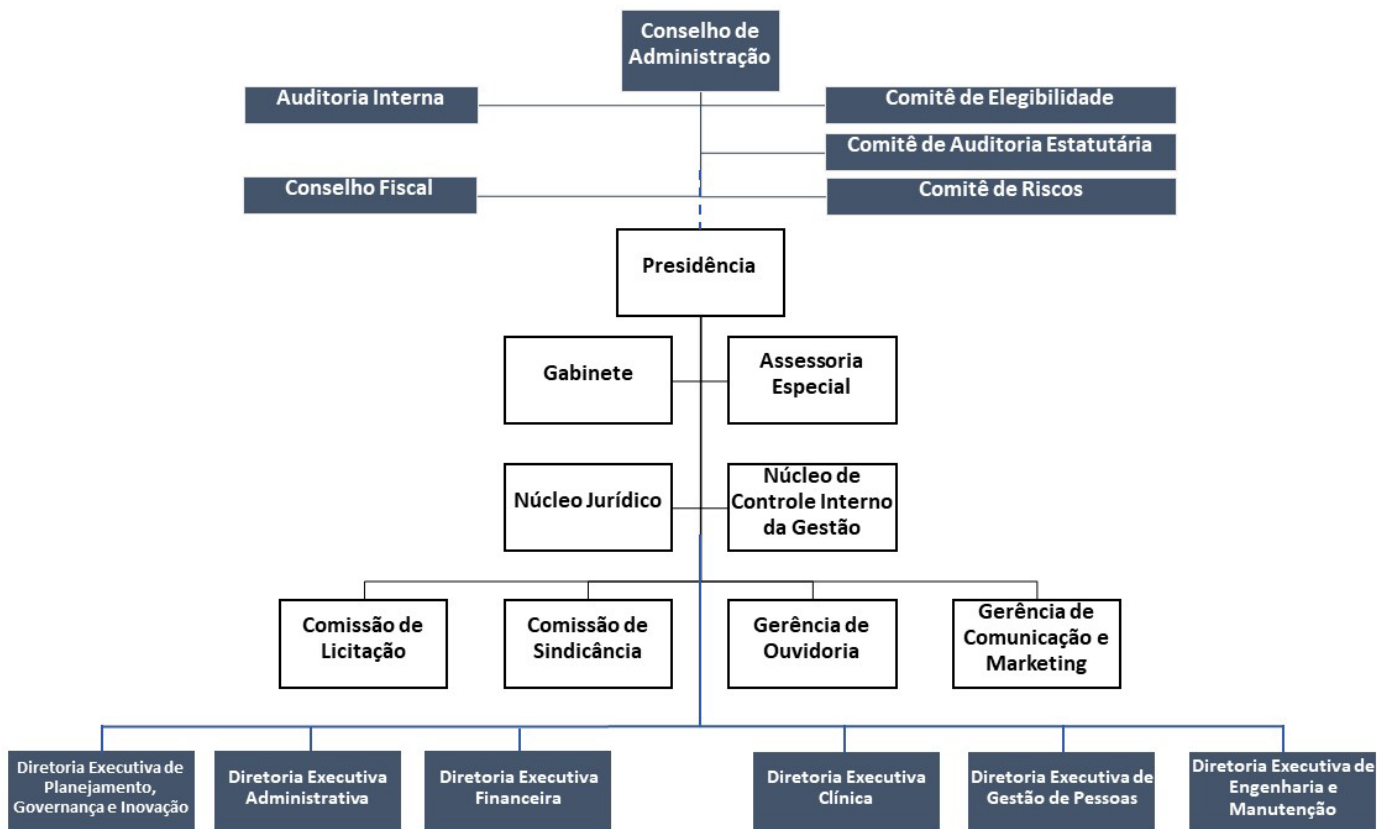 Conselho de
Administração
Auditoria Interna
Comitê de Elegibilidade
Comitê de Auditoria Estatutária
Conselho Fiscal
Comitê de Riscos
Presidência
Gabinete
Assessoria
Especial
Núcleo Jurídico
Núcleo de
Controle Interno
da Gestão
Comissão de
Licitação
Comissão de
Sindicância
Gerência de
Ouvidoria
Gerência de
Comunicação e
Marketing
Diretoria Executiva de
Planejamento,
Governança e Inovação
Diretoria Executiva
Administrativa
Diretoria Executiva
Financeira
Diretoria Executiva
Clínica
Diretoria Executiva de
Gestão de Pessoas
Diretoria Executiva de
Engenharia e
Manutenção